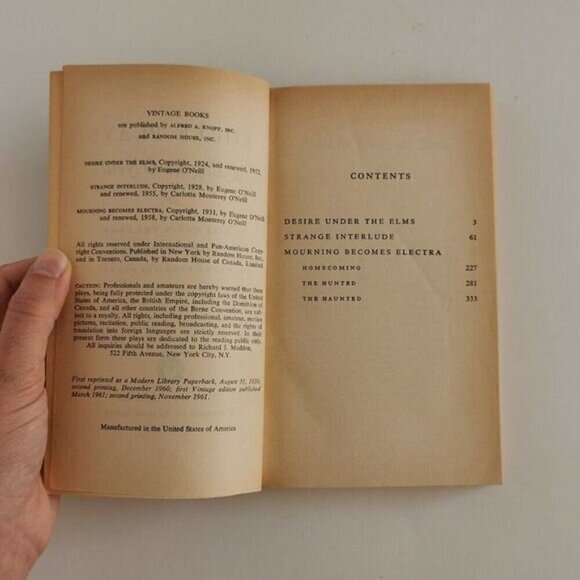 VINTAGE BOOKS
are published by ALFRED A. KNOPF, INC.
and RANDOM HOUSE, INC.
DESIRE UNDER THE ELMS, Copyright, 1924, and renewed, 1952,
by Eugene O'Neill
STRANGE INTERLUDE, Copyright, 1928, by Eugene O'Neill
and renewed, 1955, by Carlotta Monterey O'Neill
MOURNING BECOMES ELECTRA, Copyright, 1931, by Eugene O'Neill
and renewed, 1958, by Carlotta Monterey O'Neill
All rights reserved under International and Pan-American Copy-
right Conventions. Published in New York by Random House, Inc.,
and in Toronto, Canada, by Random House of Canada, Limited.
CAUTION: Professionals and amateurs are hereby warned that these
plays, being fully protected under the copyright laws of the United
States of America, the British Empire, including the Dominion of
Canada, and all other countries of the Berne Convention, are sub-
ject to a royalty. All rights, including professional, amateur, motion
pictures, recitation, public reading, broadcasting, and the rights of
translation into foreign languages are strictly reserved. In their
present form these plays are dedicated to the reading public only.
All inquiries should be addressed to Richard J. Madden,
522 Fifth Avenue, New York City, N.Y.
First reprinted as a Modern Library Paperback, August 31, 1959;
second printing, December 1960; first Vintage edition published
March 1961; second printing, November 1961.
Manufactured in the United States of America
CONTENTS
DESIRE UNDER THE ELMS 3
STRANGE INTERLUDE 61
MOURNING BECOMES ELECTRA
HOMECOMING 227
THE HUNTED 281
THE HAUNTED 333